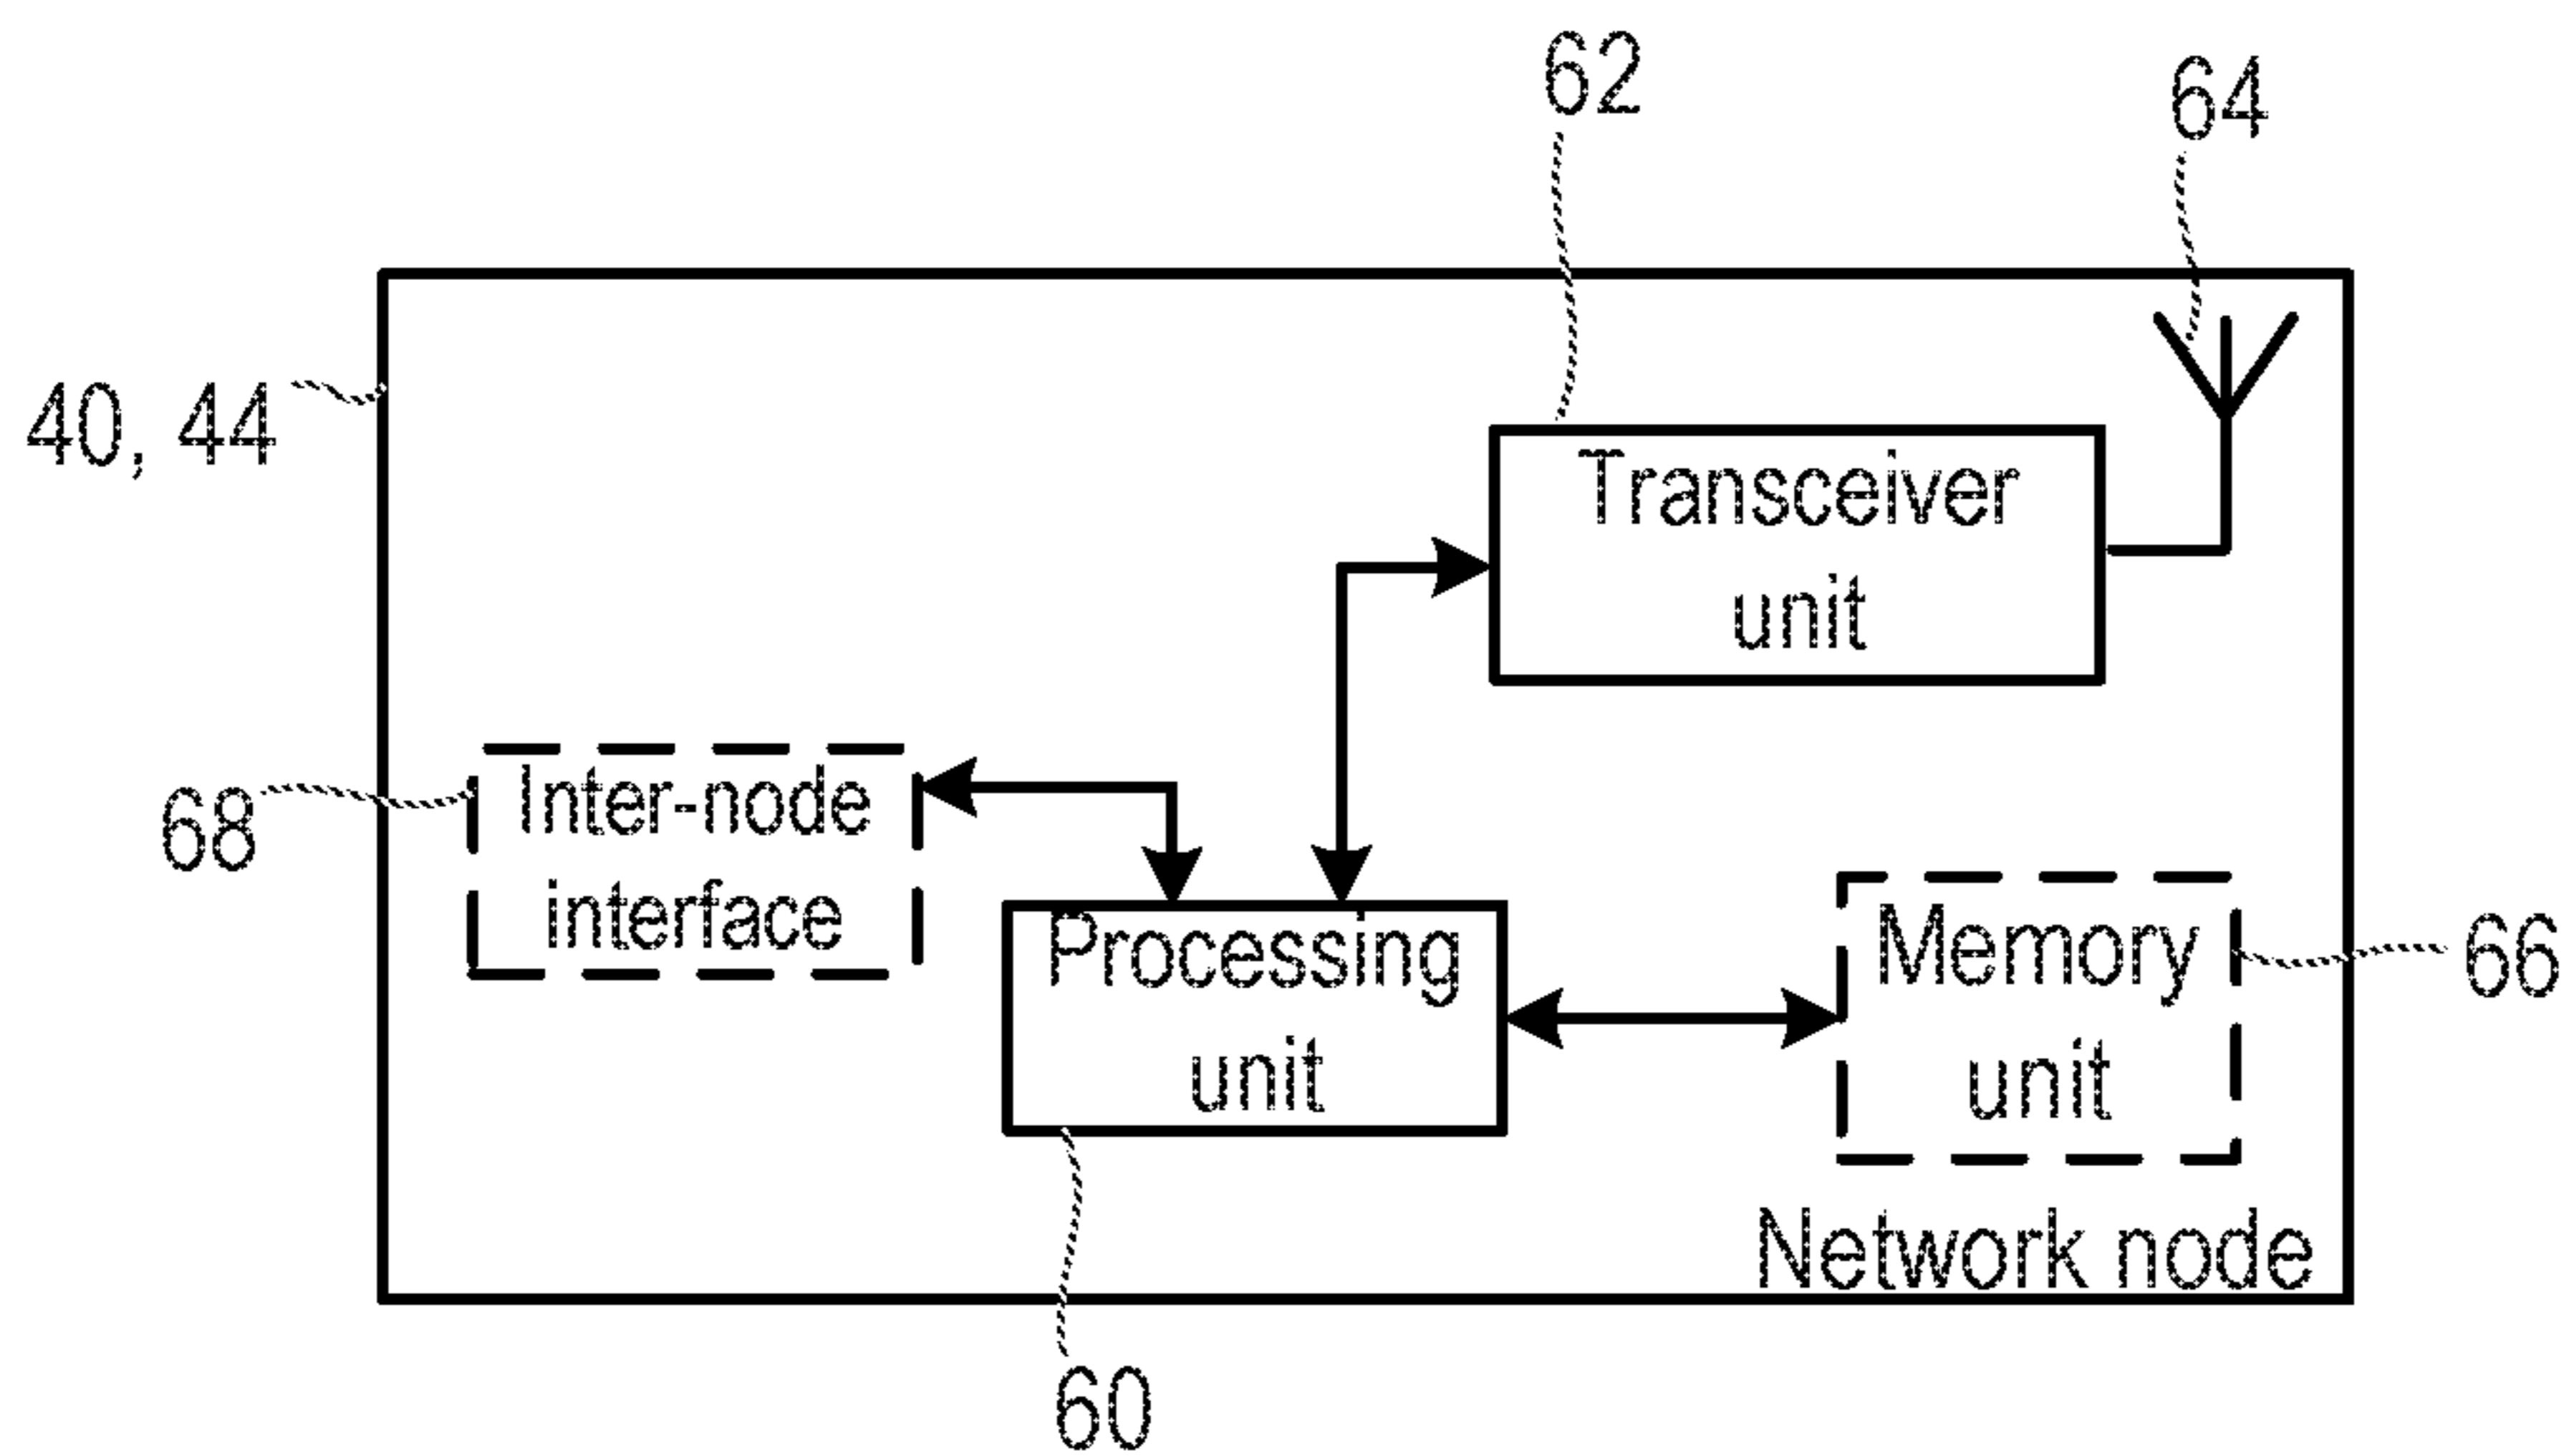 62
64
40, 44
Transceiver
unit
68
Inter-node
interface
Processing
unit
Memory
unit
66
Network node
60